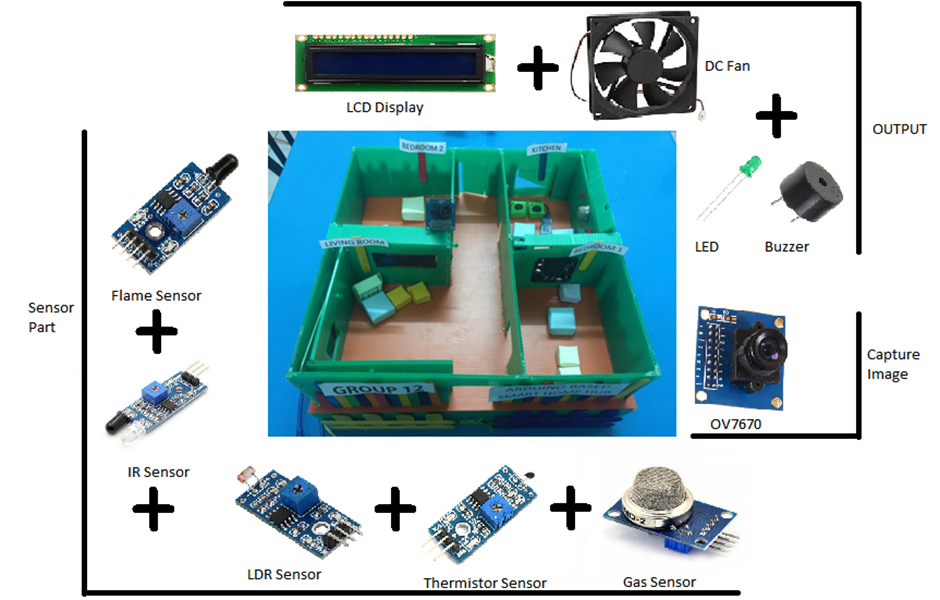 LCD Display
DC Fan
OUTPUT
LED
Buzzer
Sensor
Part
Flame Sensor
IR Sensor
LDR Sensor
Thermistor Sensor
Gas Sensor
Capture
Image
OV7670
BEDROOM 2
KITCHEN
LIVING ROOM
BEDROOM 1
GROUP 12
ARDUINO BASED
SMART HOME HUB